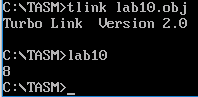 C:\TASM>tlink lab10.obj
Turbo Link  Version 2.0
C:\TASM>lab10
8
C:\TASM>_